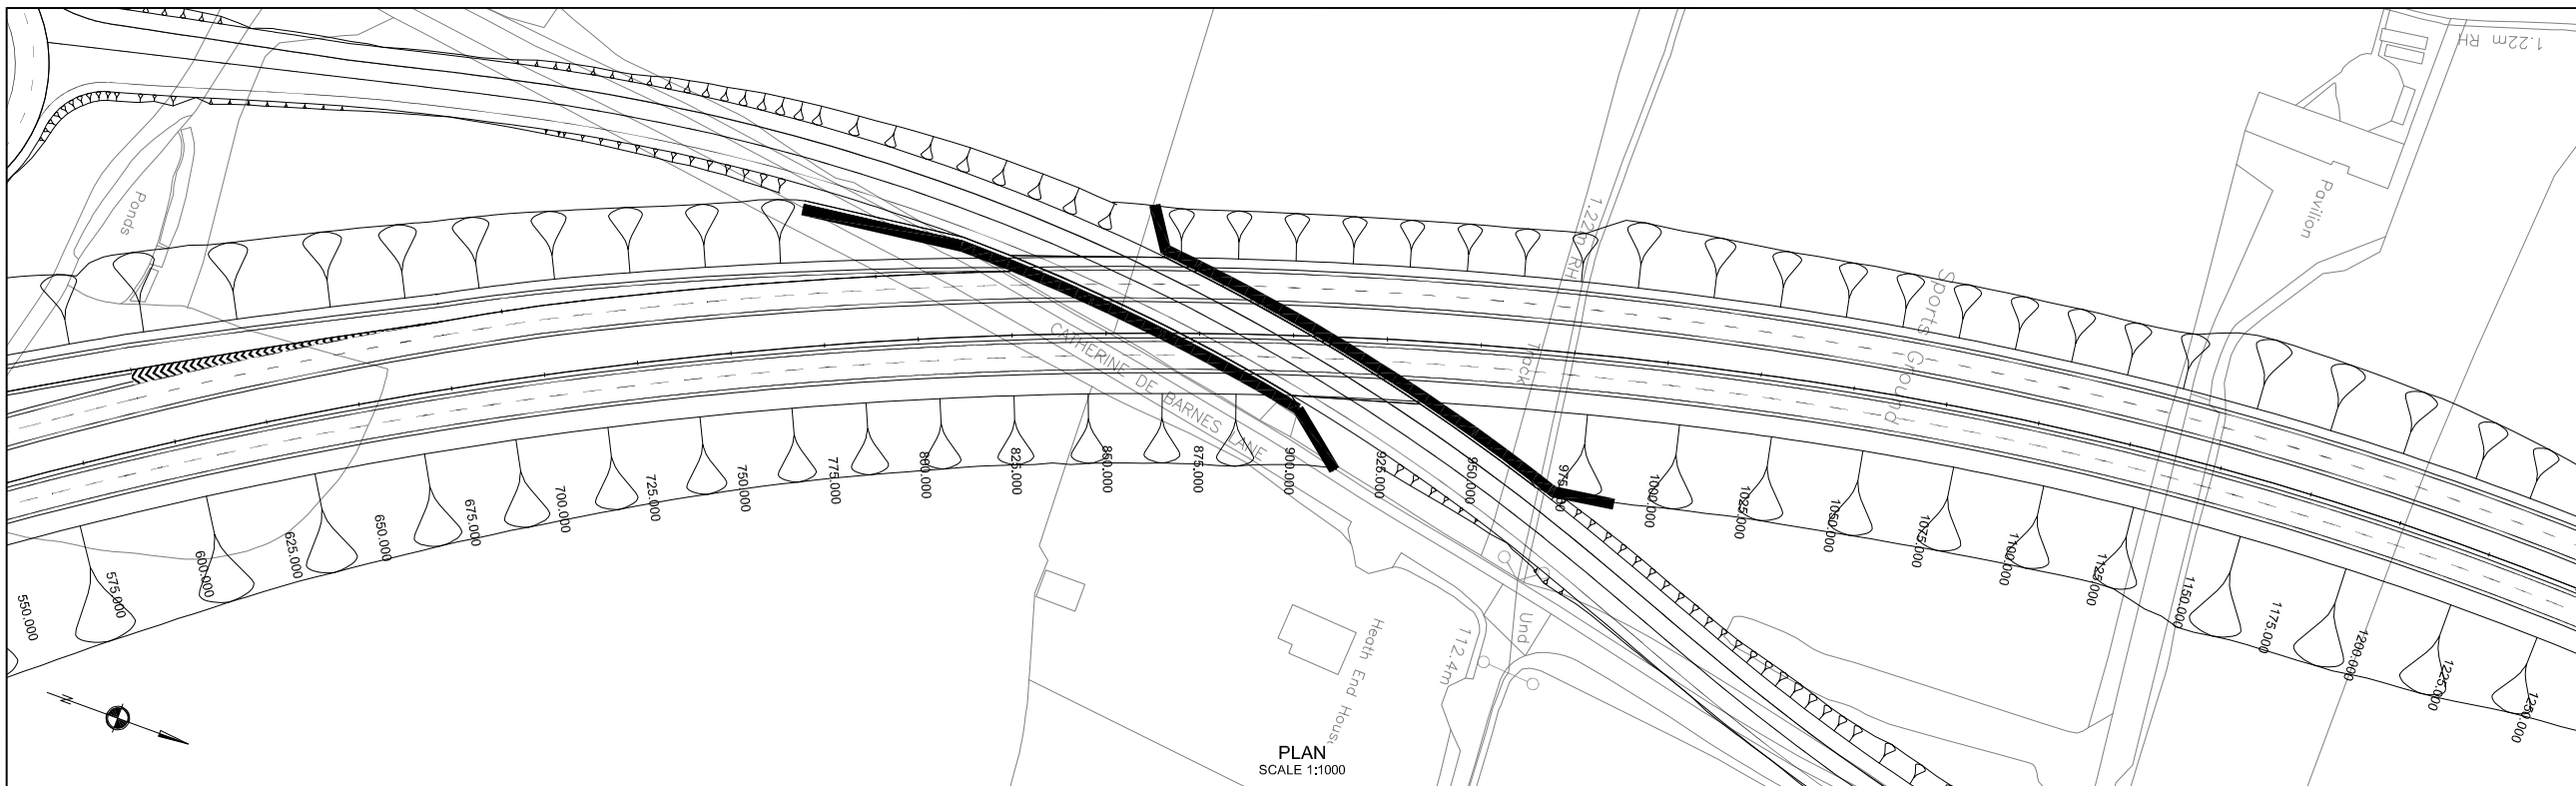 1.22m RH
Ponds
Pavilion
1.22m RH
Sports Ground
Track
CATHERINE DE BARNES LANE
550.000
575.000
600.000
625.000
650.000
675.000
700.000
725.000
750.000
775.000
800.000
825.000
850.000
875.000
900.000
925.000
950.000
975.000
1000.000
1025.000
1050.000
1075.000
1100.000
1125.000
1150.000
1175.000
1200.000
1225.000
1250.000
Und
112.4m
Heath End House
N
PLAN
SCALE 1:1000